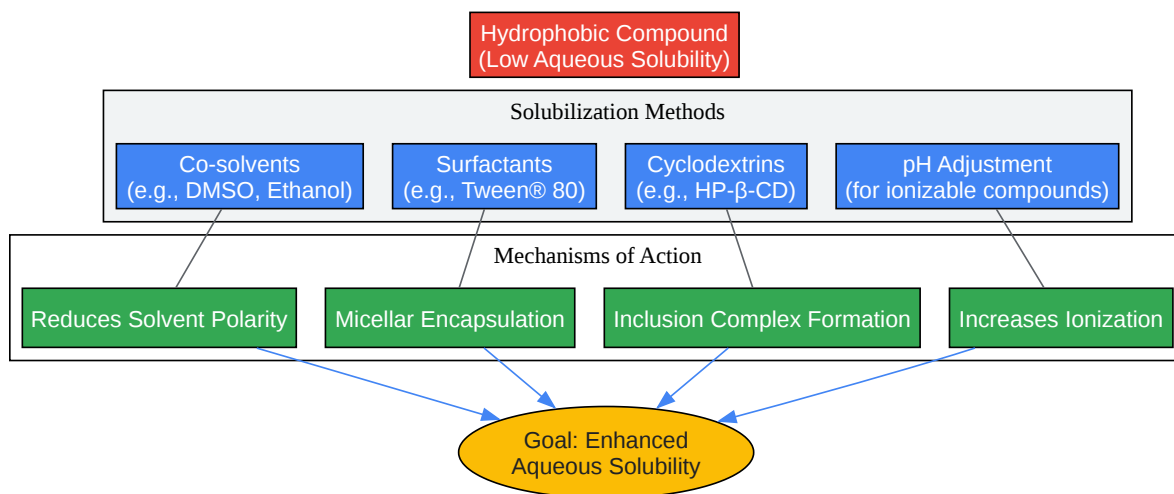 Hydrophobic Compound
(Low Aqueous Solubility)
Solubilization Methods
Co-solvents
(e.g., DMSO, Ethanol)
Surfactants
(e.g., Tween® 80)
Cyclodextrins
(e.g., HP-β-CD)
pH Adjustment
(for ionizable compounds)
Mechanisms of Action
Reduces Solvent Polarity
Micellar Encapsulation
Inclusion Complex Formation
Increases Ionization
Goal: Enhanced
Aqueous Solubility